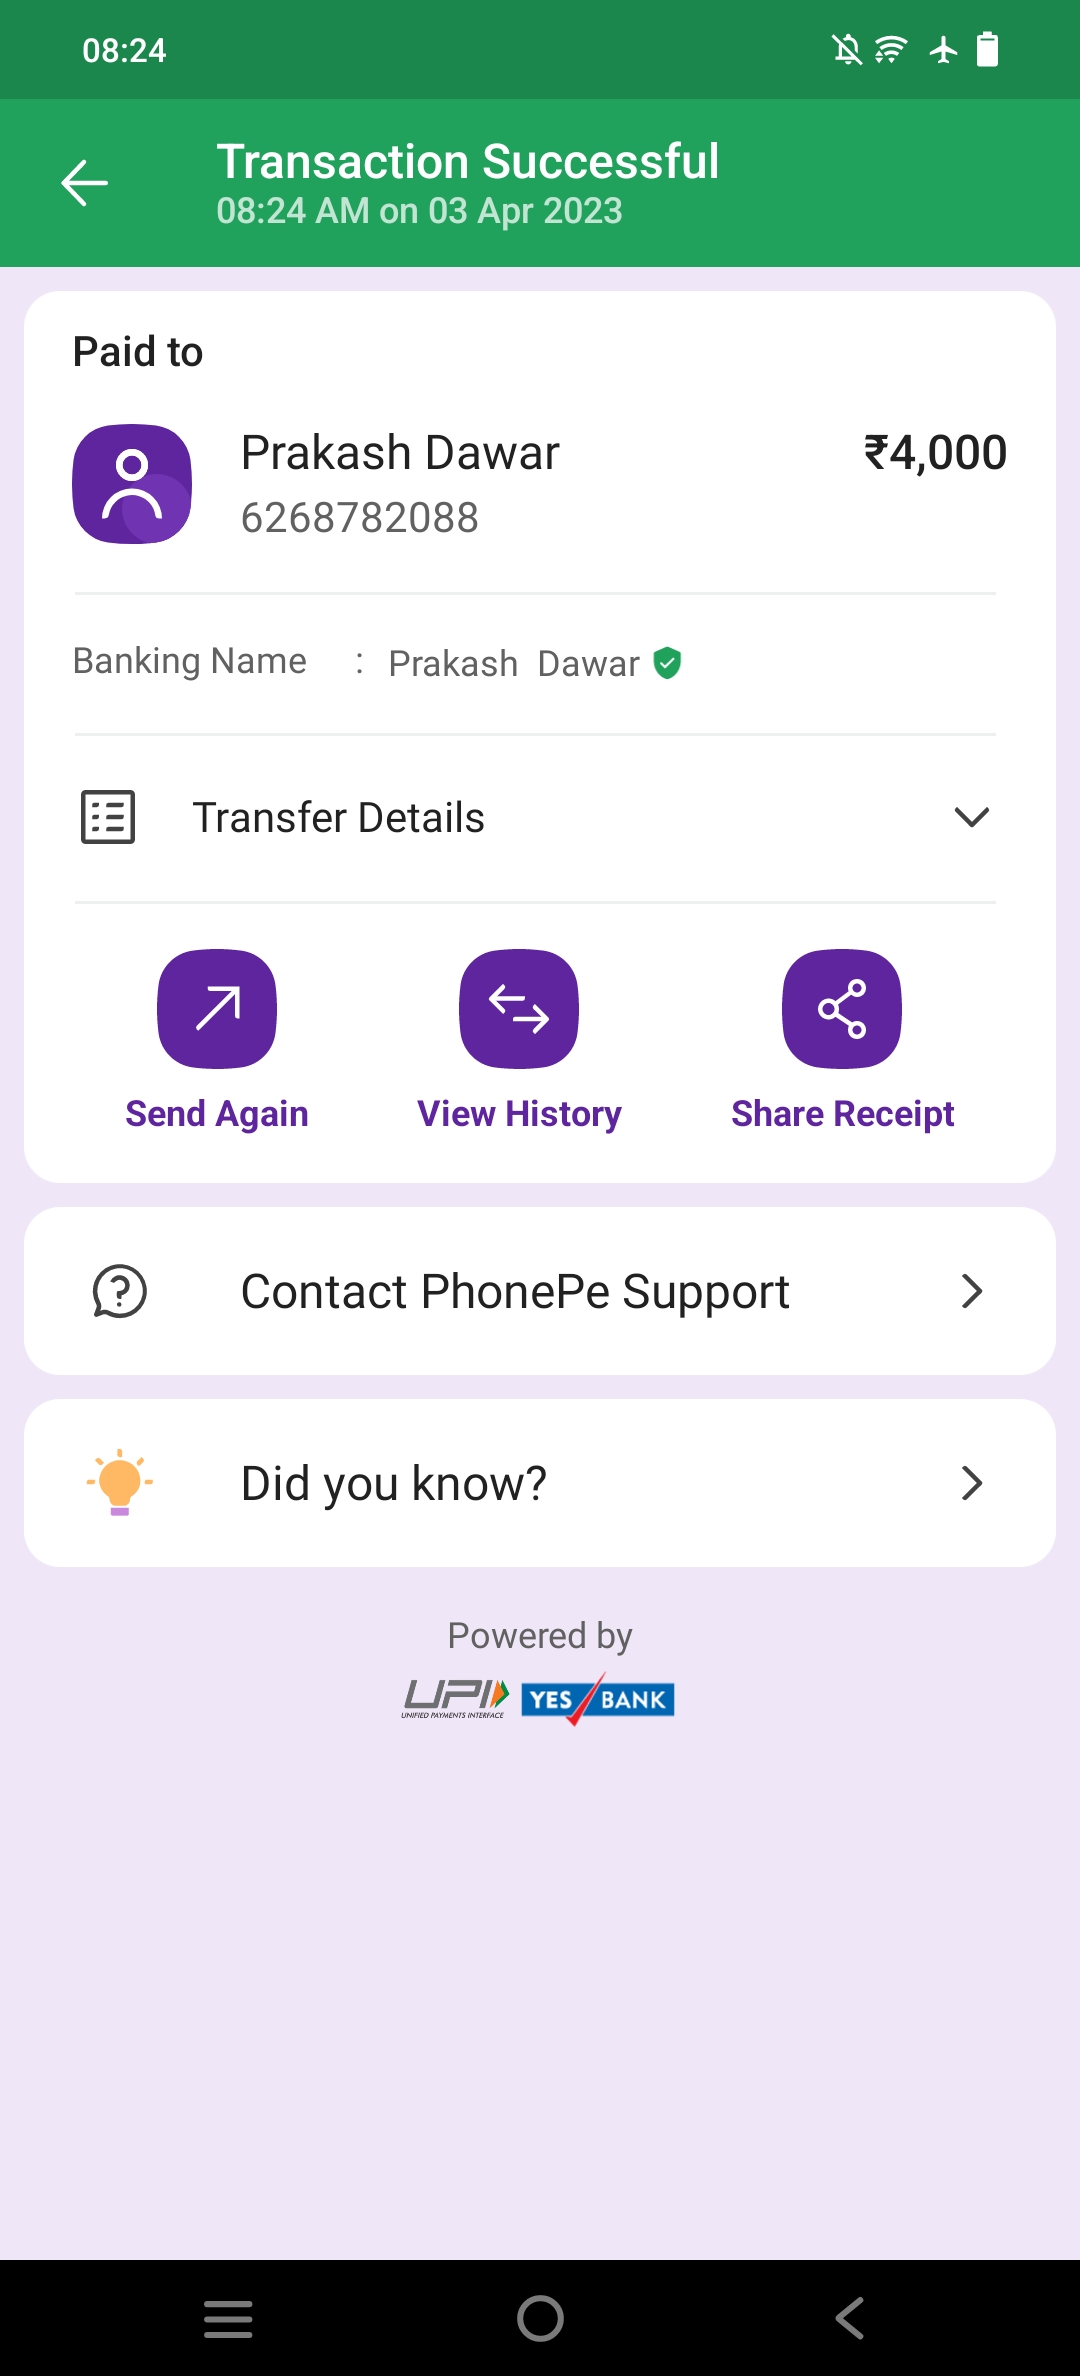 08:24
Transaction Successful
08:24 AM on 03 Apr 2023
Paid to
Prakash Dawar ₹4,000
6268782088
Banking Name : Prakash Dawar
Transfer Details
Send Again View History Share Receipt
Contact PhonePe Support
Did you know?
Powered by
UPI YES BANK
UNIFIED PAYMENTS INTERFACE